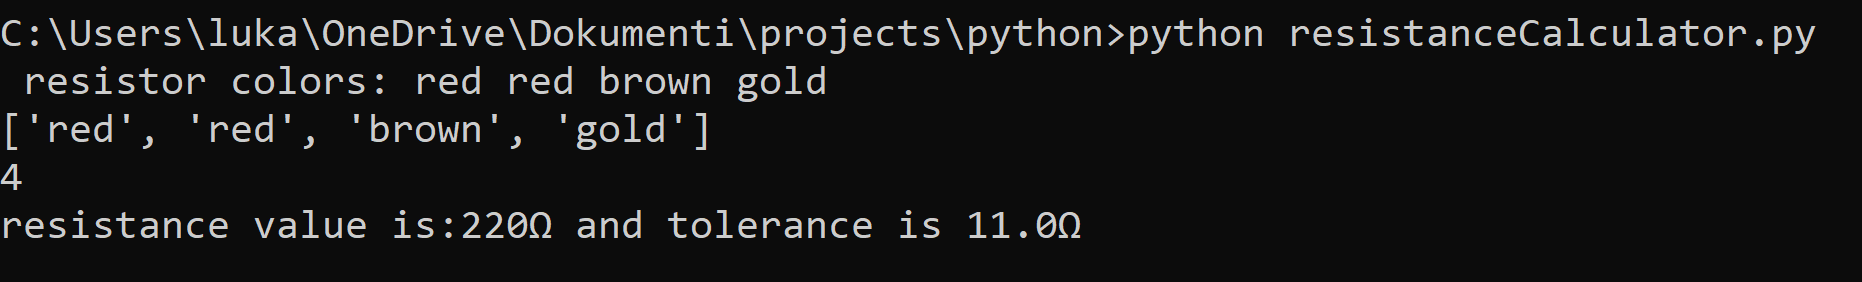 C:\Users\luka\OneDrive\Dokumenti\projects\python>python resistanceCalculator.py
 resistor colors: red red brown gold
['red', 'red', 'brown', 'gold']
4
resistance value is:220Ω and tolerance is 11.0Ω